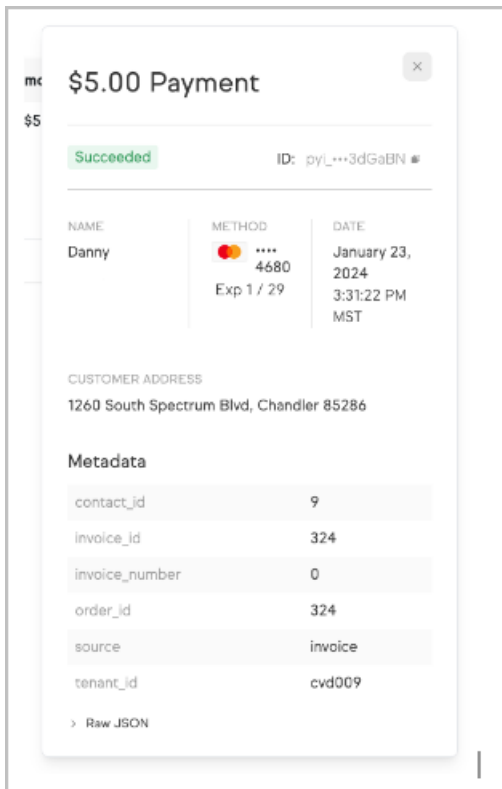 $5.00 Payment
$5
Succeeded
ID: pyi_•••3dGaBN
NAME
METHOD
DATE
Danny
•••• 4680
Exp 1 / 29
January 23,
2024
3:31:22 PM
MST
CUSTOMER ADDRESS
1260 South Spectrum Blvd, Chandler 85286
Metadata
contact_id 9
invoice_id 324
invoice_number 0
order_id 324
source invoice
tenant_id cvd009
> Raw JSON